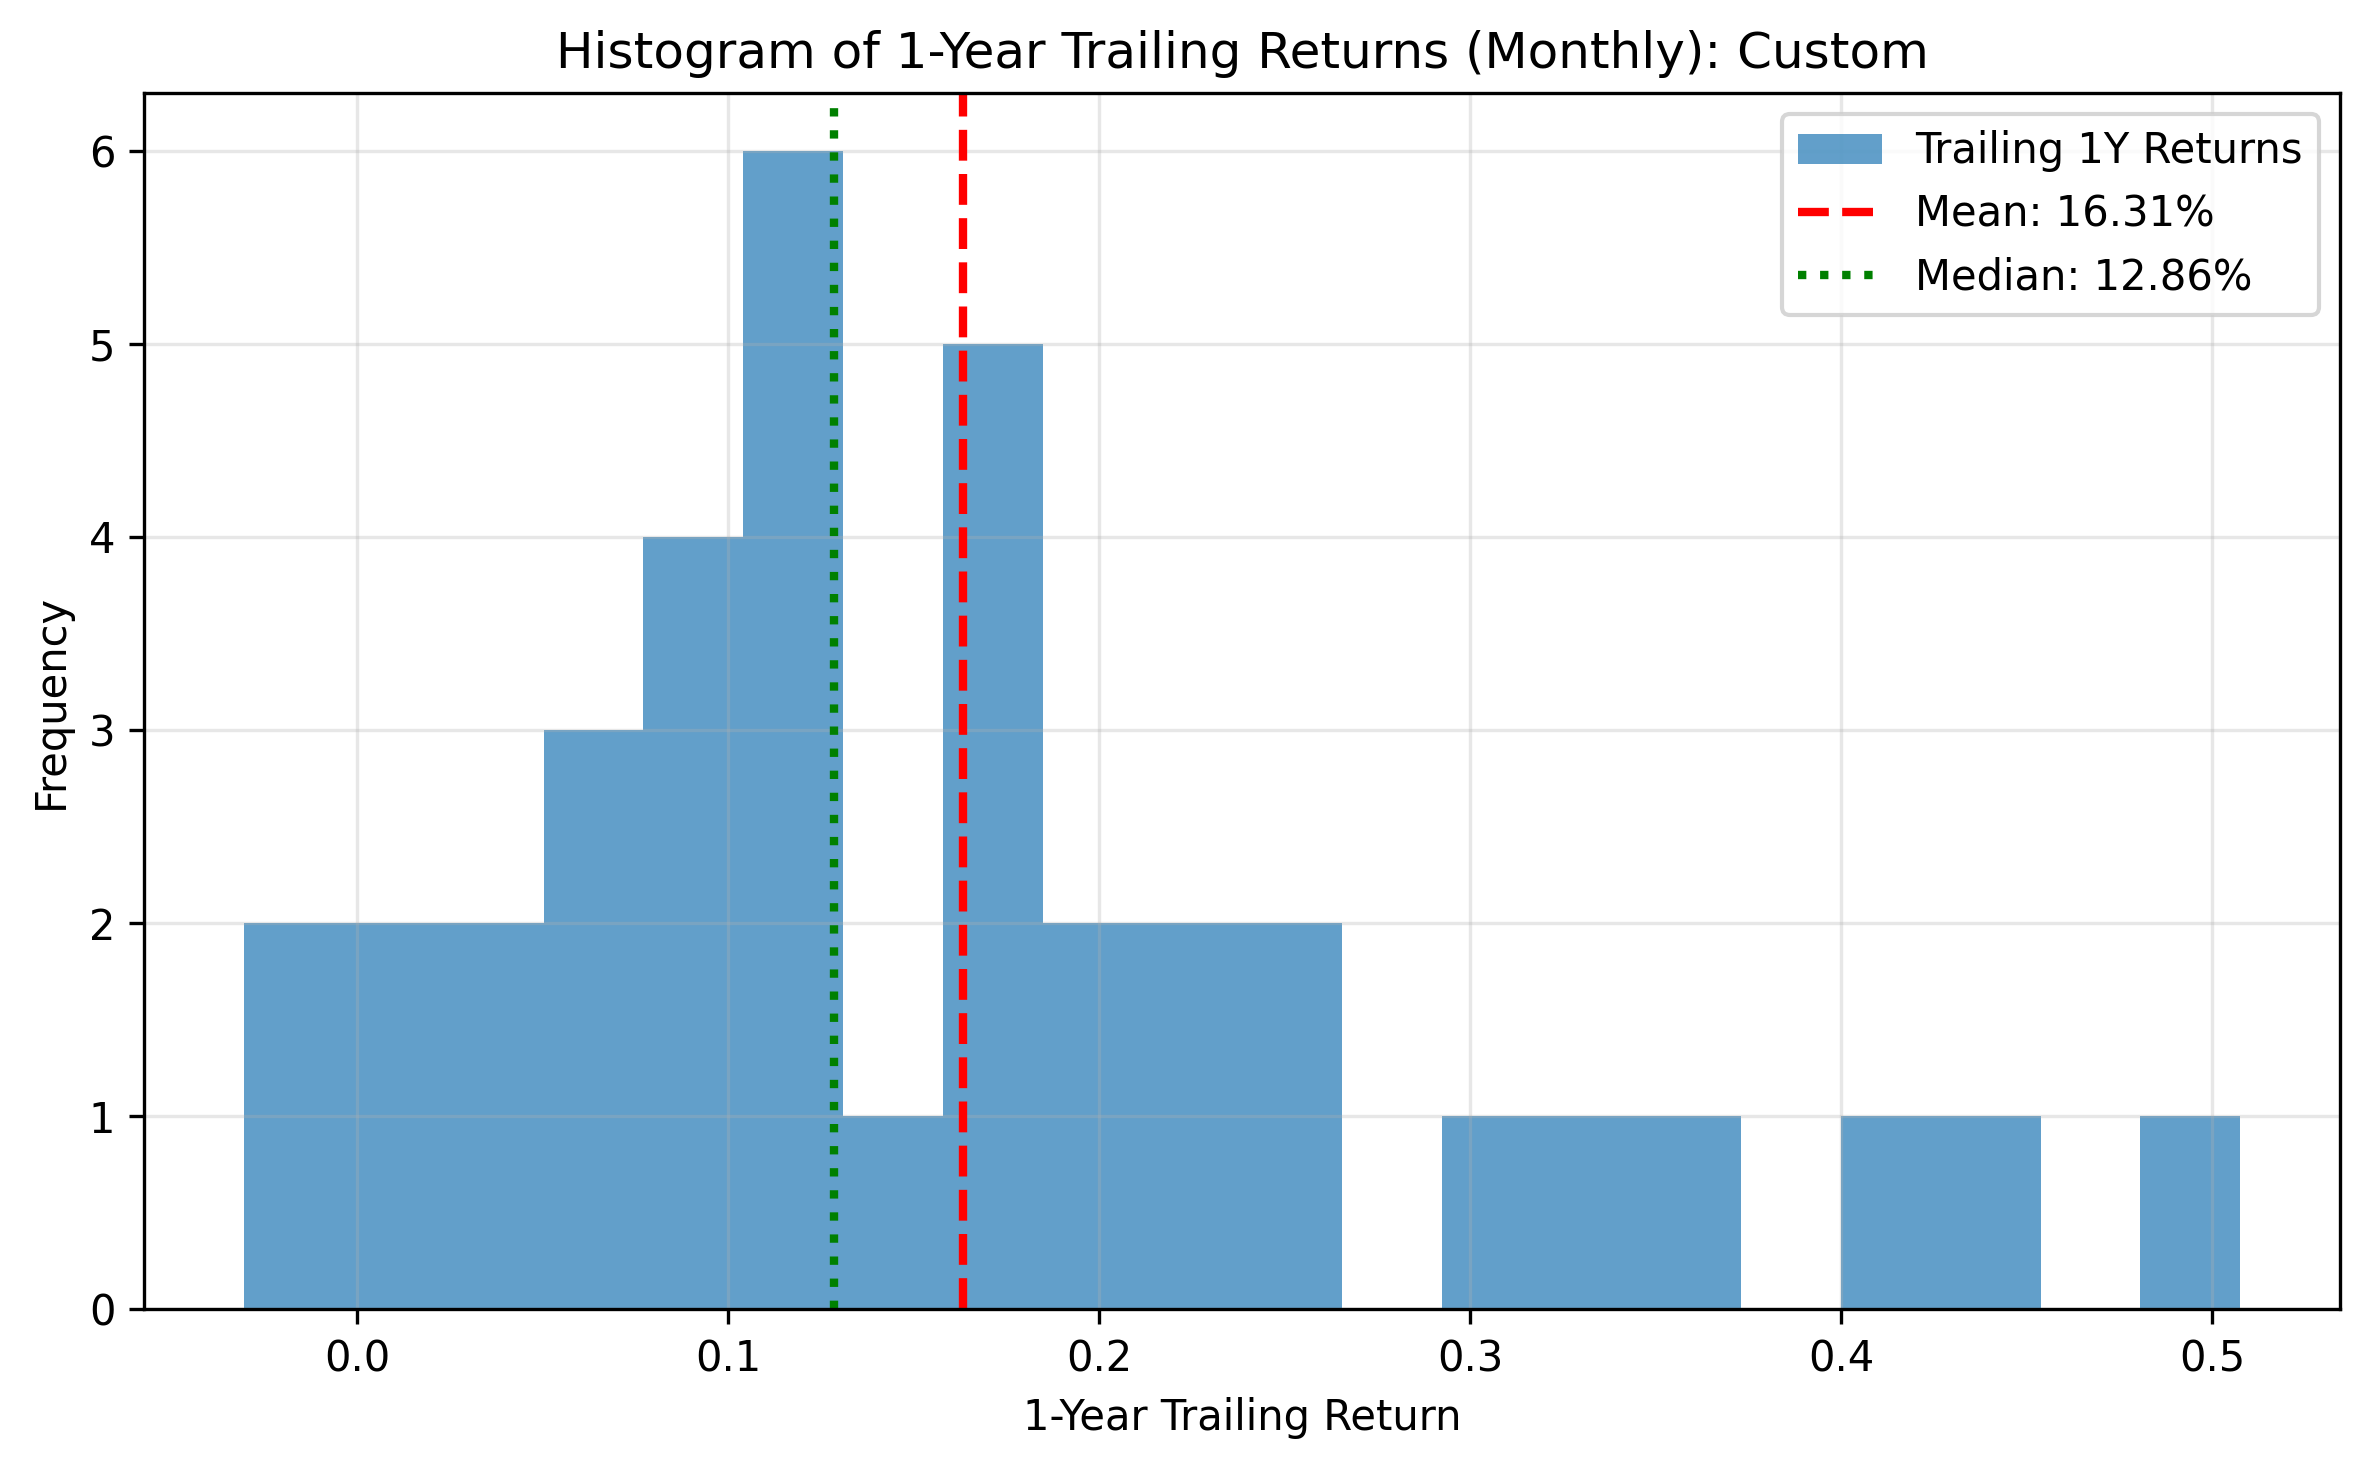 Histogram of 1-Year Trailing Returns (Monthly): Custom
Trailing 1Y Returns
Mean: 16.31%
Median: 12.86%
Frequency
6
5
4
3
2
1
0
0.0 0.1 0.2 0.3 0.4 0.5
1-Year Trailing Return